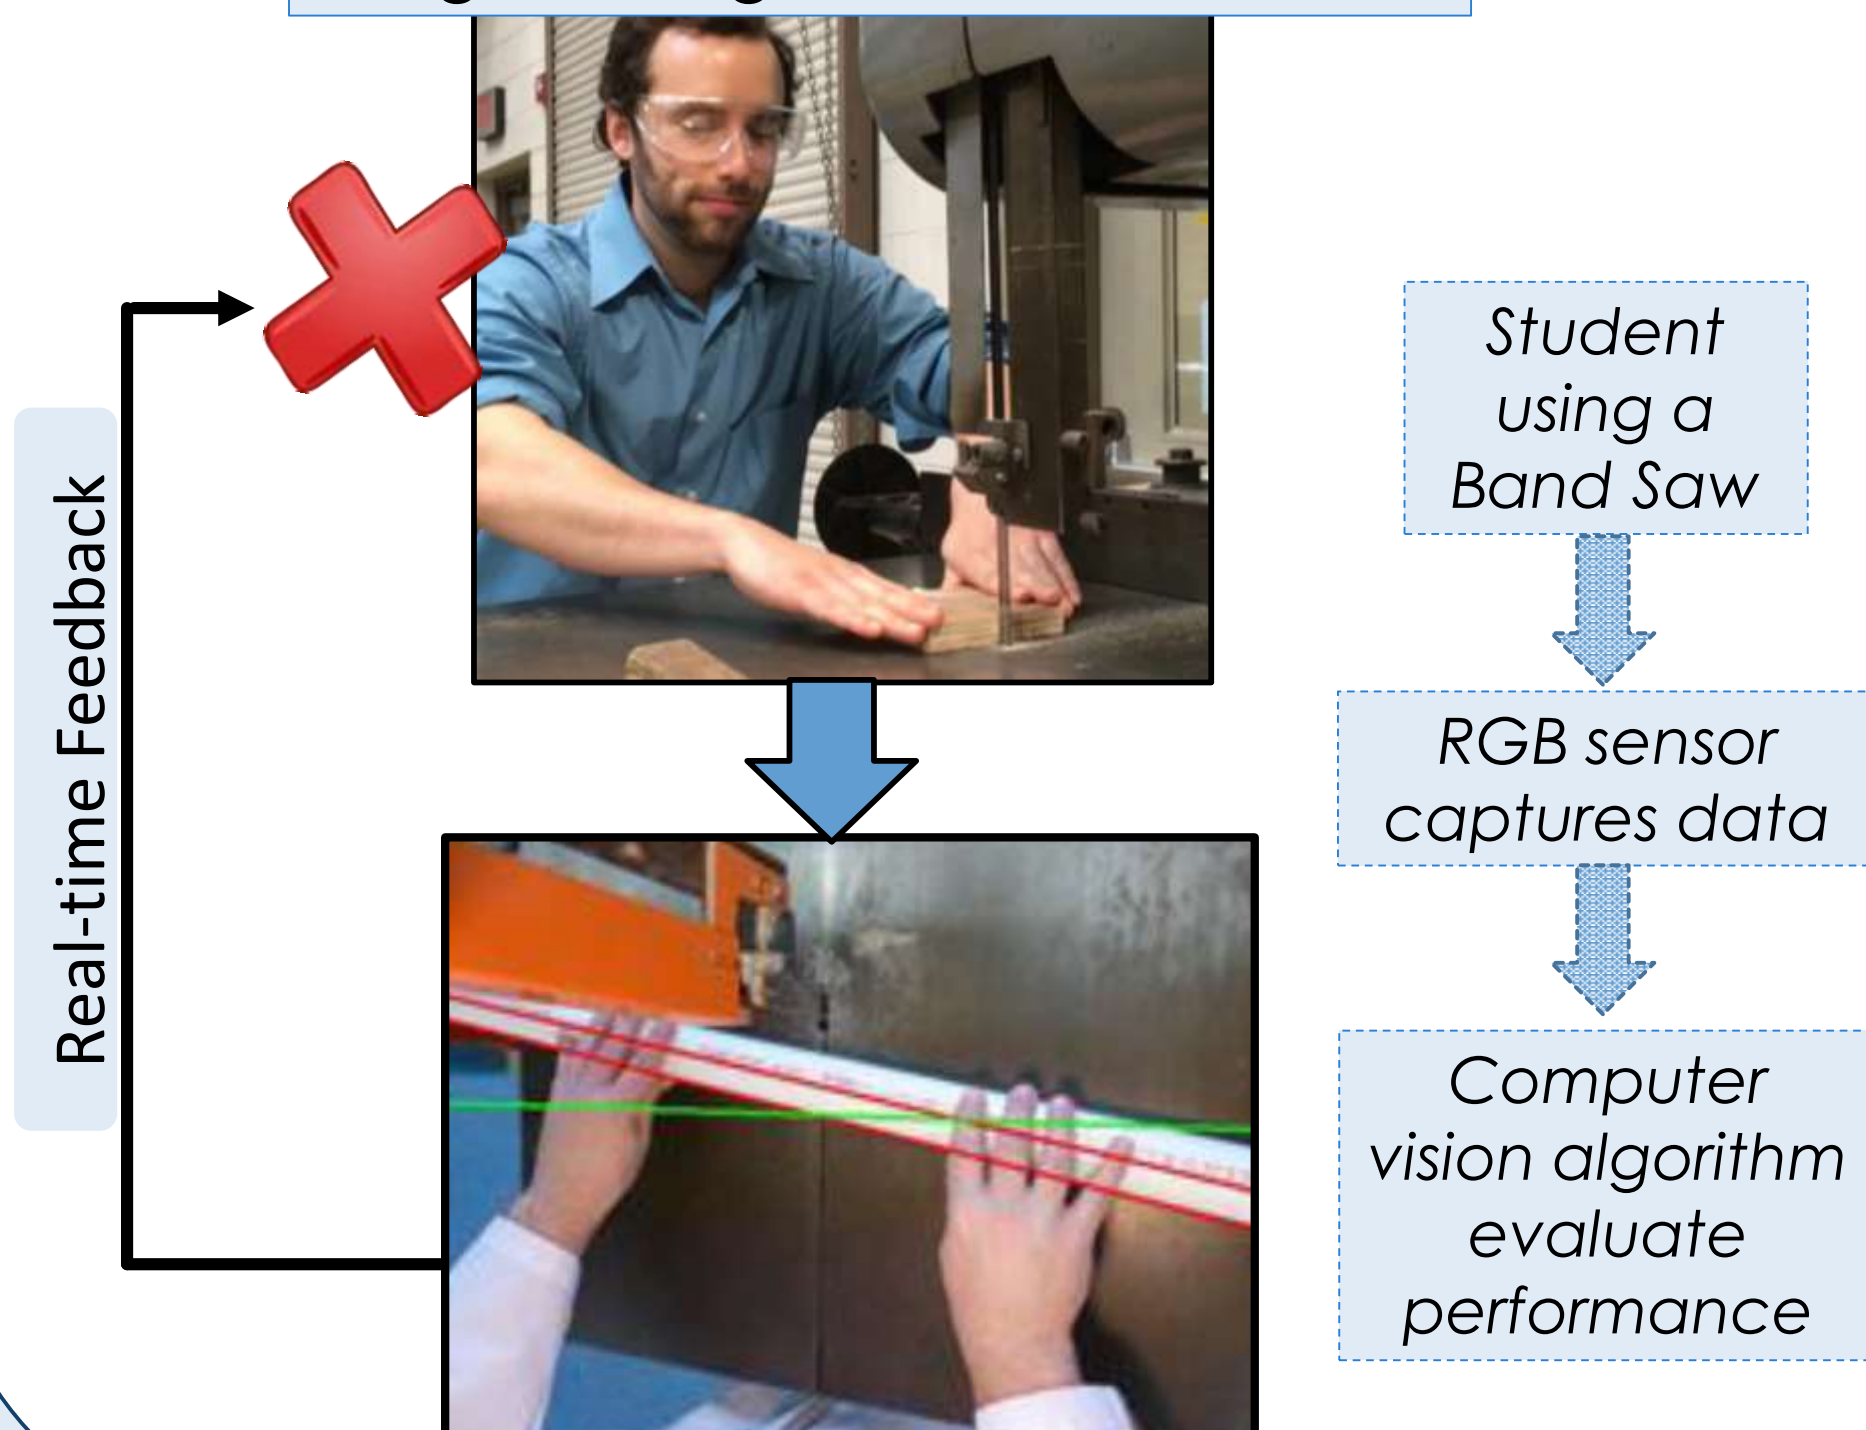 Real-time Feedback
Student
using a
Band Saw
RGB sensor
captures data
Computer
vision algorithm
evaluate
performance